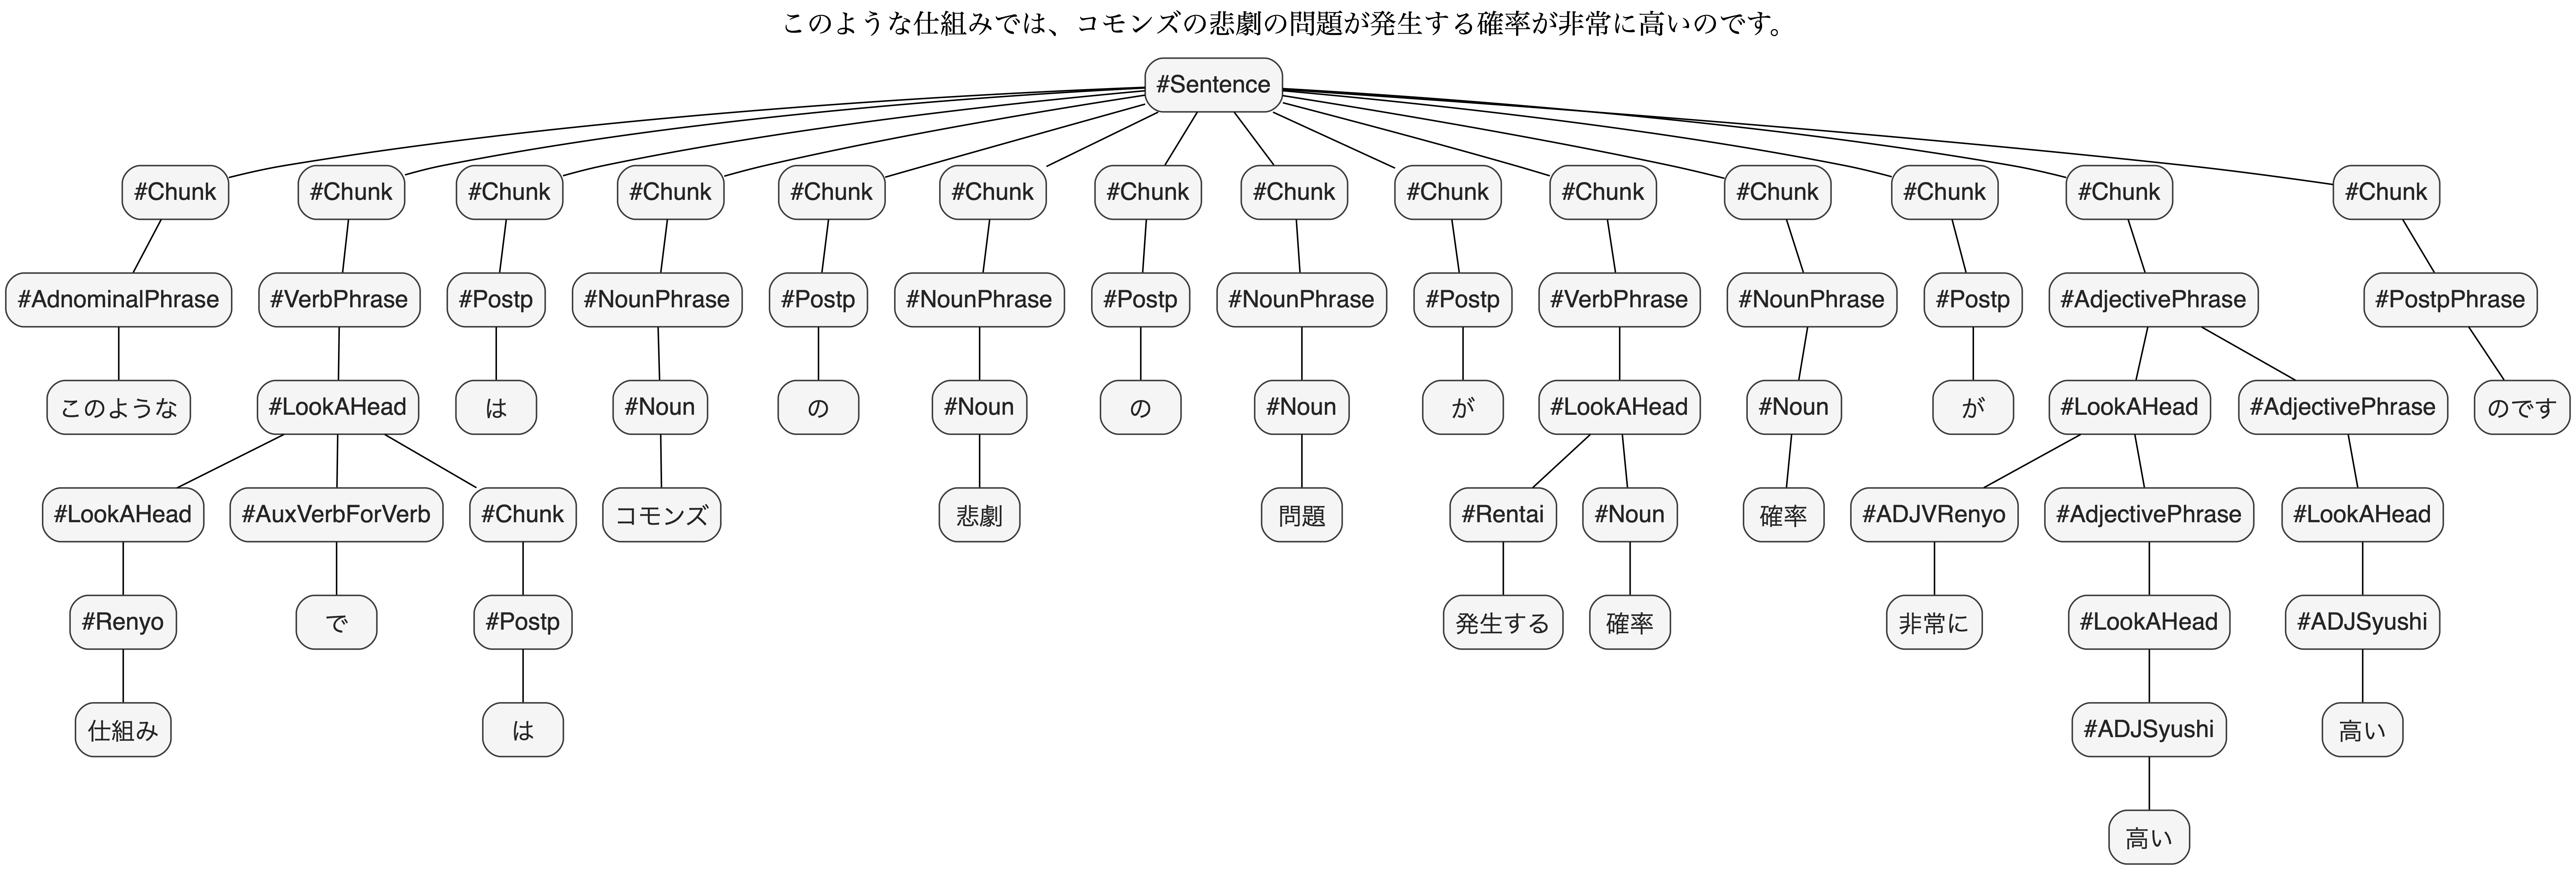 このような仕組みでは、コモンズの悲劇の問題が発生する確率が非常に高いのです。
#Sentence
#Chunk #Chunk #Chunk #Chunk #Chunk #Chunk #Chunk #Chunk #Chunk #Chunk #Chunk #Chunk #Chunk #Chunk
#AdnominalPhrase #VerbPhrase #Postp #NounPhrase #Postp #NounPhrase #Postp #NounPhrase #Postp #VerbPhrase #NounPhrase #Postp #AdjectivePhrase #PostpPhrase
このような #LookAHead は #Noun の #Noun の #Noun が #LookAHead #Noun が #LookAHead #AdjectivePhrase のです
#LookAHead #AuxVerbForVerb #Chunk コモンズ 悲劇 問題 #Rentai #Noun 確率 #ADJVRenyo #AdjectivePhrase #LookAHead
#Renyo で #Postp 発生する 確率 非常に #LookAHead #ADJSyushi
仕組み は #ADJSyushi 高い
高い